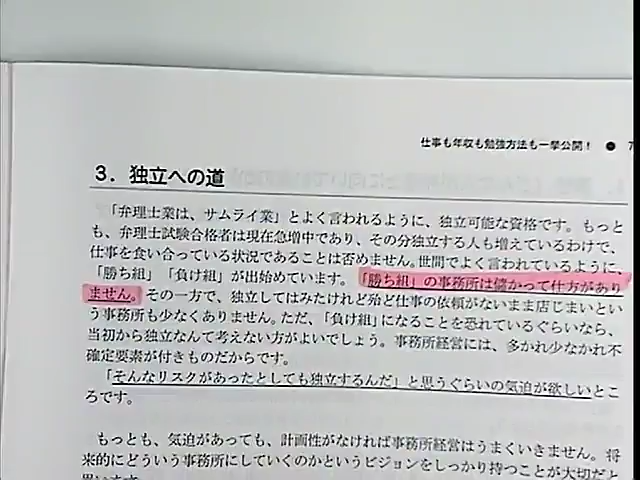 仕事も年収も勉強方法も一挙公開！ ● 7
3．独立への道
「弁理士業は、サムライ業」とよく言われるように、独立可能な資格です。もっと
も、弁理士試験合格者は現在急増中であり、その分独立する人も増えているわけで、
仕事を食い合っている状況であることは否めません。世間でよく言われているように、
「勝ち組」「負け組」が出始めています。「勝ち組」の事務所は儲かって仕方があり
ません。その一方で、独立してはみたけれど殆ど仕事の依頼がないまま店じまいとい
う事務所も少なくありません。ただ、「負け組」になることを恐れているぐらいなら、
当初から独立なんて考えない方がよいでしょう。事務所経営には、多かれ少なかれ不
確定要素が付きものだからです。
「そんなリスクがあったとしても独立するんだ」と思うぐらいの気迫が欲しいとこ
ろです。
もっとも、気迫があっても、計画性がなければ事務所経営はうまくいきません。将
来的にどういう事務所にしていくのかというビジョンをしっかり持つことが大切だと
思います